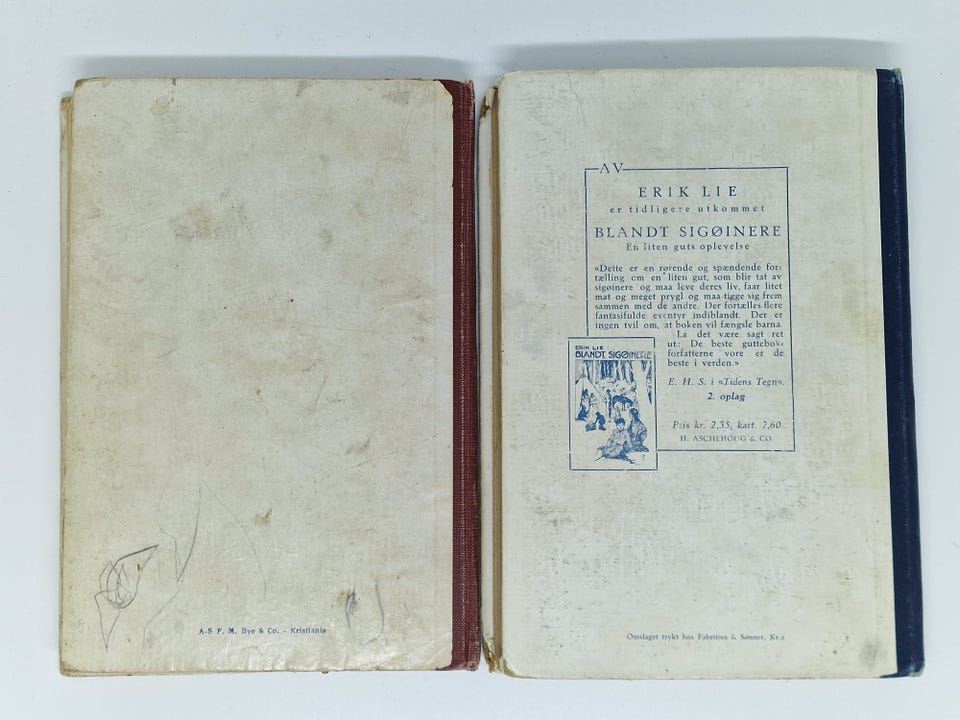 A-S P. M. Bye & Co. - Kristiania
AV
ERIK LIE
er tidligere utkommet
BLANDT SIGØINERE
En liten guts oplevelse
«Dette er en rørende og spændende for-
tælling om en liten gut, som blir tat av
sigøinere og maa leve deres liv, faar litet
mat og meget prygl og maa tigge sig frem
sammen med de andre. Der fortælles flere
fantasifulde eventyr indiblandt. Der er
ingen tvil om, at boken vil fængsle barna.
La det være sagt ret
ut: De beste guttebok-
forfatterne vore er de
beste i verden.»
E. H. S. i «Tidens Tegn».
2. oplag
Pris kr. 2,35, kart. 2,60
H. ASCHEHOUG & CO.
ERIK LIE
BLANDT SIGØINERE
Omslaget trykt hos Fabritius & Sønner, Kr.a